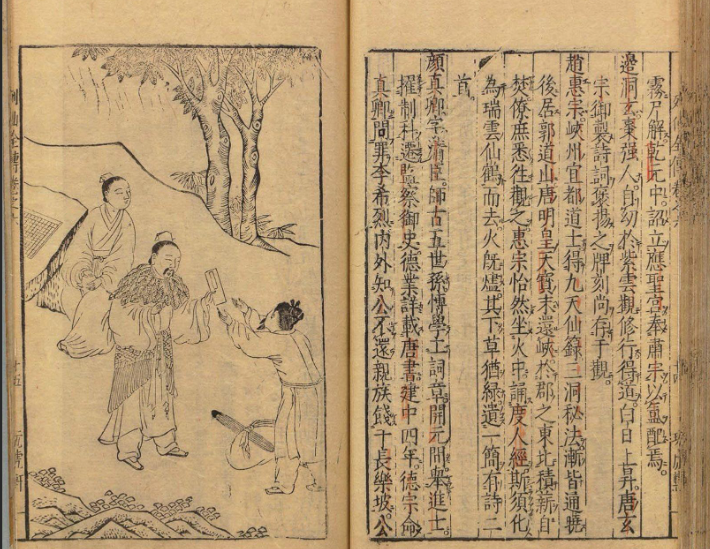 霧尸解乾元中詔立應聖宮奉肅宗以真配焉
邊洞玄棗強人自幼於紫雲觀修行得道白日上昇唐玄
宗御製詩詞褒揚之牌刻尚存于觀
趙惠宗峽州宜都道士得九天仙籙三洞秘法漸皆通曉
後居郭道山唐明皇天寶末還峽於郡之東北積薪自
焚僚庶悉往觀之惠宗怡然坐火中誦度人經斯須化
為瑞雲仙鶴而去火既燼其下草猶綠遺一簡有詩二
首
顏真卿字清臣師古五世孫博學工詞章開元間舉進士
擢制科遷監察御史德業詳載唐書建中四年德宗命
真卿問罪李希烈內外知公不還親族餞于長樂坡公
列仙全傳卷之六
十五
玩虎軒